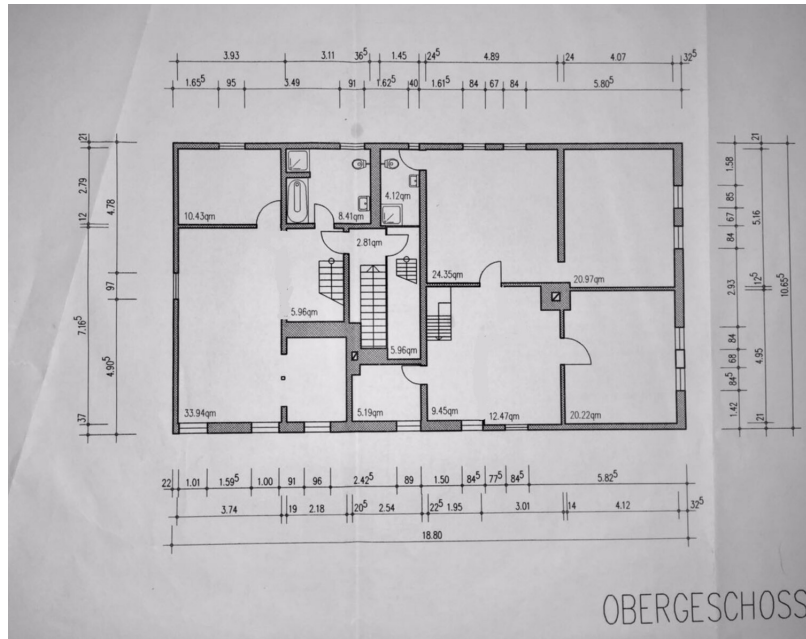 3.93 3.11 36⁵ 1.45 24⁵ 4.89 24 4.07 32⁵
1.65⁵ 95 3.49 91 1.62⁵ 40 1.61⁵ 84 67 84 5.80⁵
21 2.79 12 7.16⁵ 37
4.78 97 4.90⁵
1.58 85 67 84 2.93 84 68 84⁵ 1.42
21 5.16 12⁵ 4.95 21
10.65⁵
10.43qm
8.41qm
4.12qm
2.81qm
24.35qm
20.97qm
5.96qm
5.96qm
33.94qm
5.19qm
9.45qm
12.47qm
20.22qm
22 1.01 1.59⁵ 1.00 91 96 2.42⁵ 89 1.50 84⁵ 77⁵ 84⁵ 5.82⁵
3.74 19 2.18 20⁵ 2.54 22⁵ 1.95 3.01 14 4.12 32⁵
18.80
OBERGESCHOSS